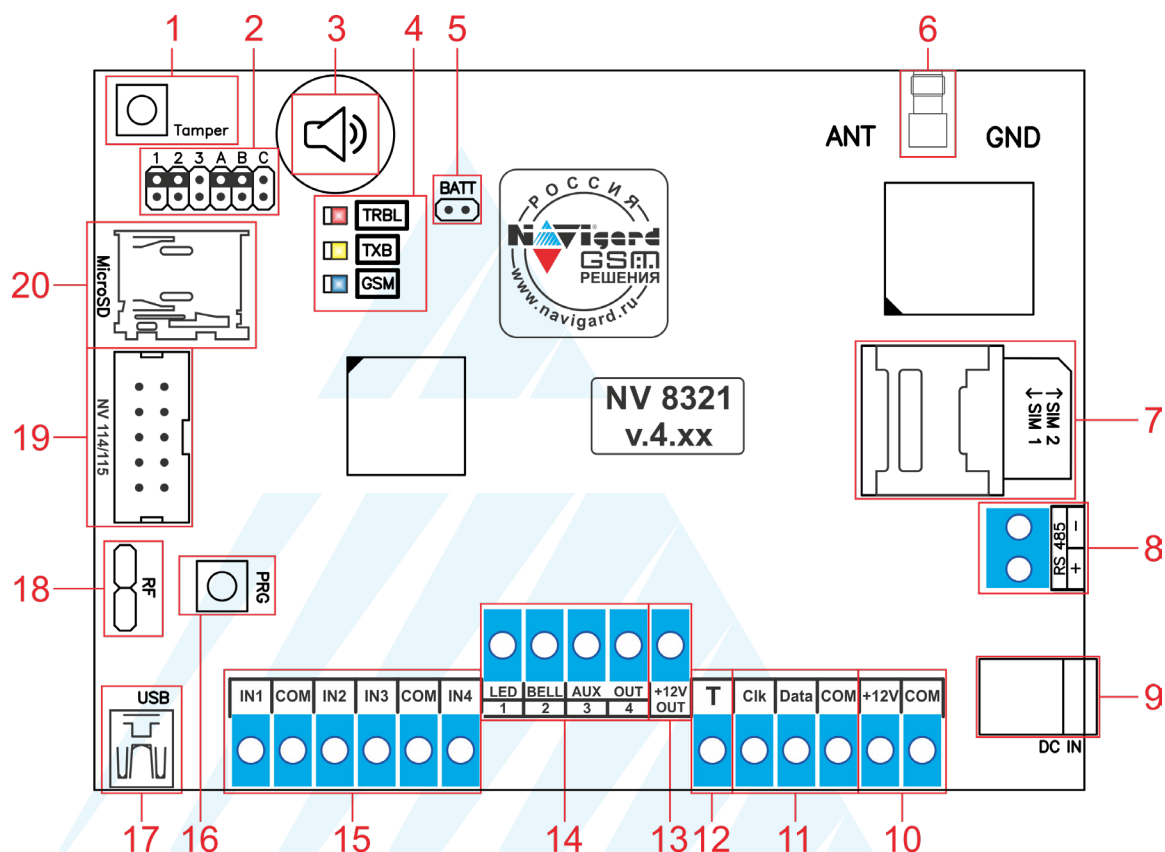 1 2 3 4 5 6
Tamper
1 2 3 A B C
ANT GND
BATT
TRBL
TXB
GSM
РОССИЯ
NAVigard
GSM
РЕШЕНИЯ
www.navigard.ru
MicroSD
20
NV 8321
v.4.xx
SIM 2
SIM 1
7
NV 114/115
19
RS 485
- +
8
RF
18
PRG
16
USB
17
IN1 COM IN2 IN3 COM IN4
15
LED BELL AUX OUT
1 2 3 4
14
+12V
OUT
13
T
12
Clk Data COM
11
+12V COM
10
DC IN
9